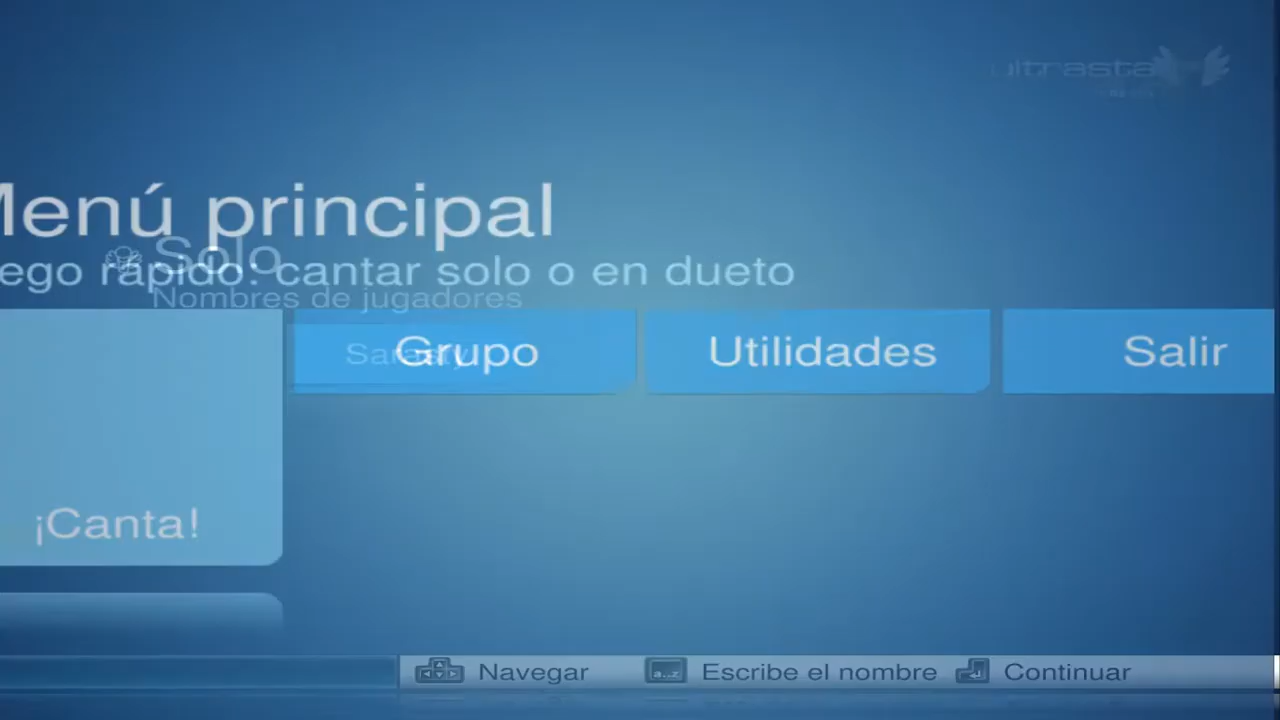 ultrasta
Menú principal
Solo
ego rápido: cantar solo o en dueto
Nombres de jugadores
Grupo
Utilidades
Salir
¡Canta!
Navegar
a..z
Escribe el nombre
Continuar